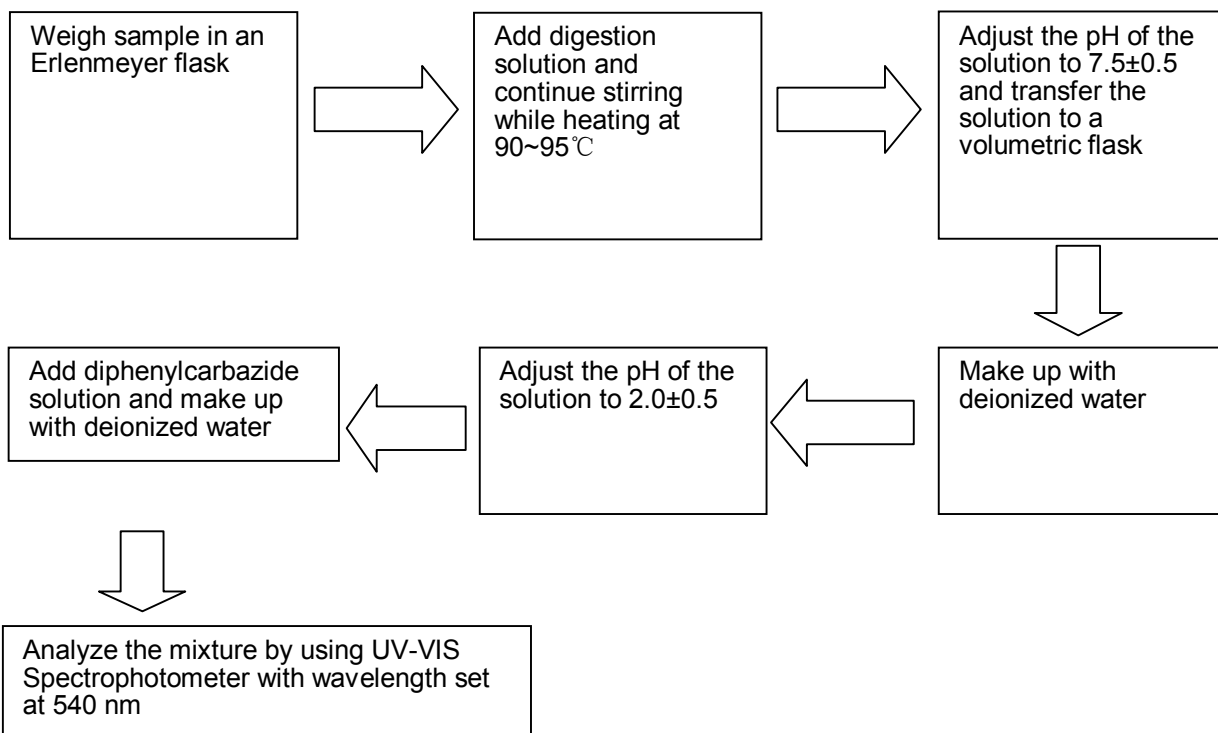 Weigh sample in an
Erlenmeyer flask
Add digestion
solution and
continue stirring
while heating at
90~95℃
Adjust the pH of the
solution to 7.5±0.5
and transfer the
solution to a
volumetric flask
Make up with
deionized water
Adjust the pH of the
solution to 2.0±0.5
Add diphenylcarbazide
solution and make up
with deionized water
Analyze the mixture by using UV-VIS
Spectrophotometer with wavelength set
at 540 nm